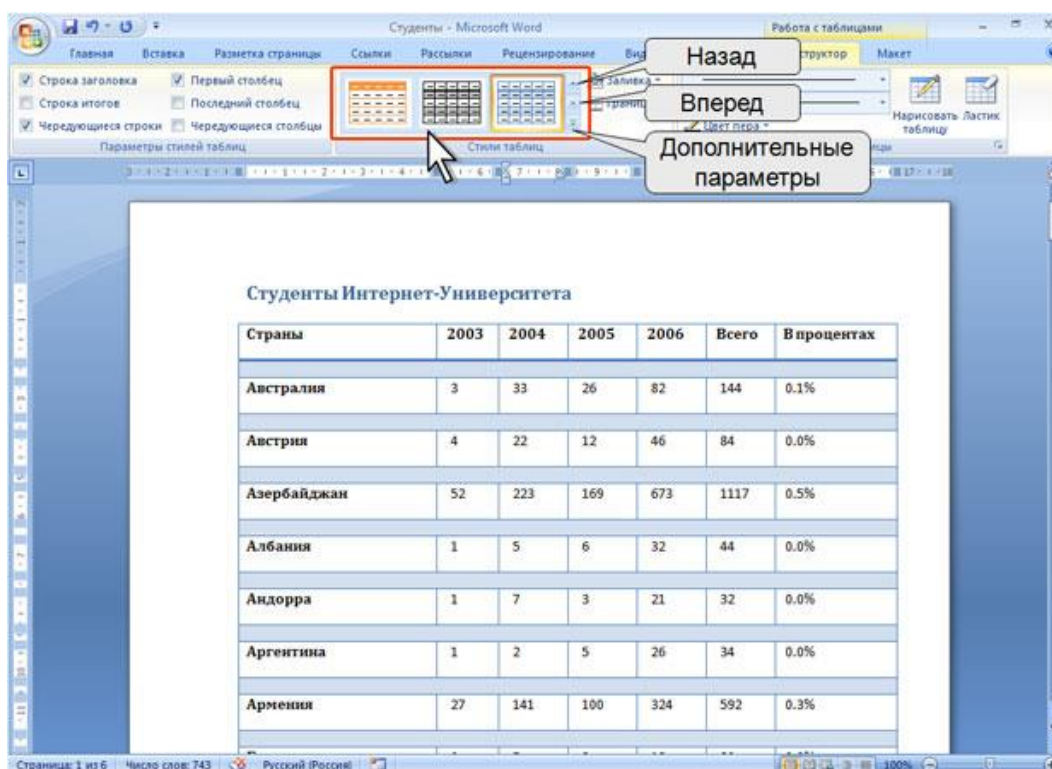 Студенты - Microsoft Word
Работа с таблицами
Главная Вставка Разметка страницы Ссылки Рассылки Рецензирование Макет
Назад
Вперед
Дополнительные
параметры
Строка заголовка Первый столбец Заливка
Строка итогов Последний столбец
Чередующиеся строки Чередующиеся столбцы Цвет пера
Нарисовать таблицу Ластик
Параметры стилей таблиц Стили таблиц
Студенты Интернет-Университета
Страны 2003 2004 2005 2006 Всего В процентах
Австралия 3 33 26 82 144 0.1%
Австрия 4 22 12 46 84 0.0%
Азербайджан 52 223 169 673 1117 0.5%
Албания 1 5 6 32 44 0.0%
Андорра 1 7 3 21 32 0.0%
Аргентина 1 2 5 26 34 0.0%
Армения 27 141 100 324 592 0.3%
Страница: 1 из 6 Число слов: 743 Русский (Россия) 100%